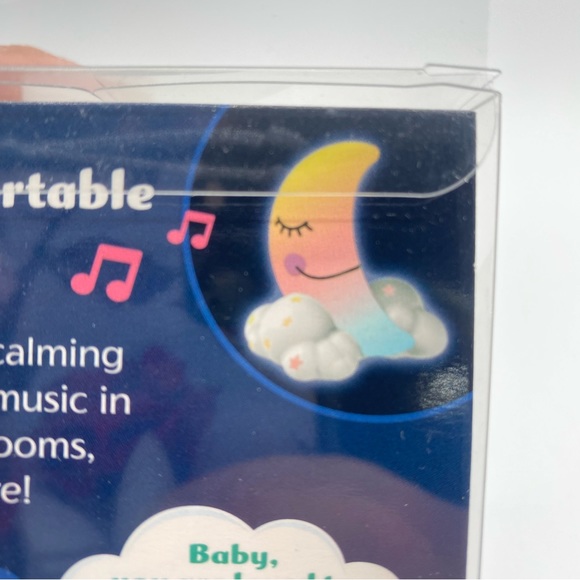 rtable
calming
music in
ooms,
e!
Baby,